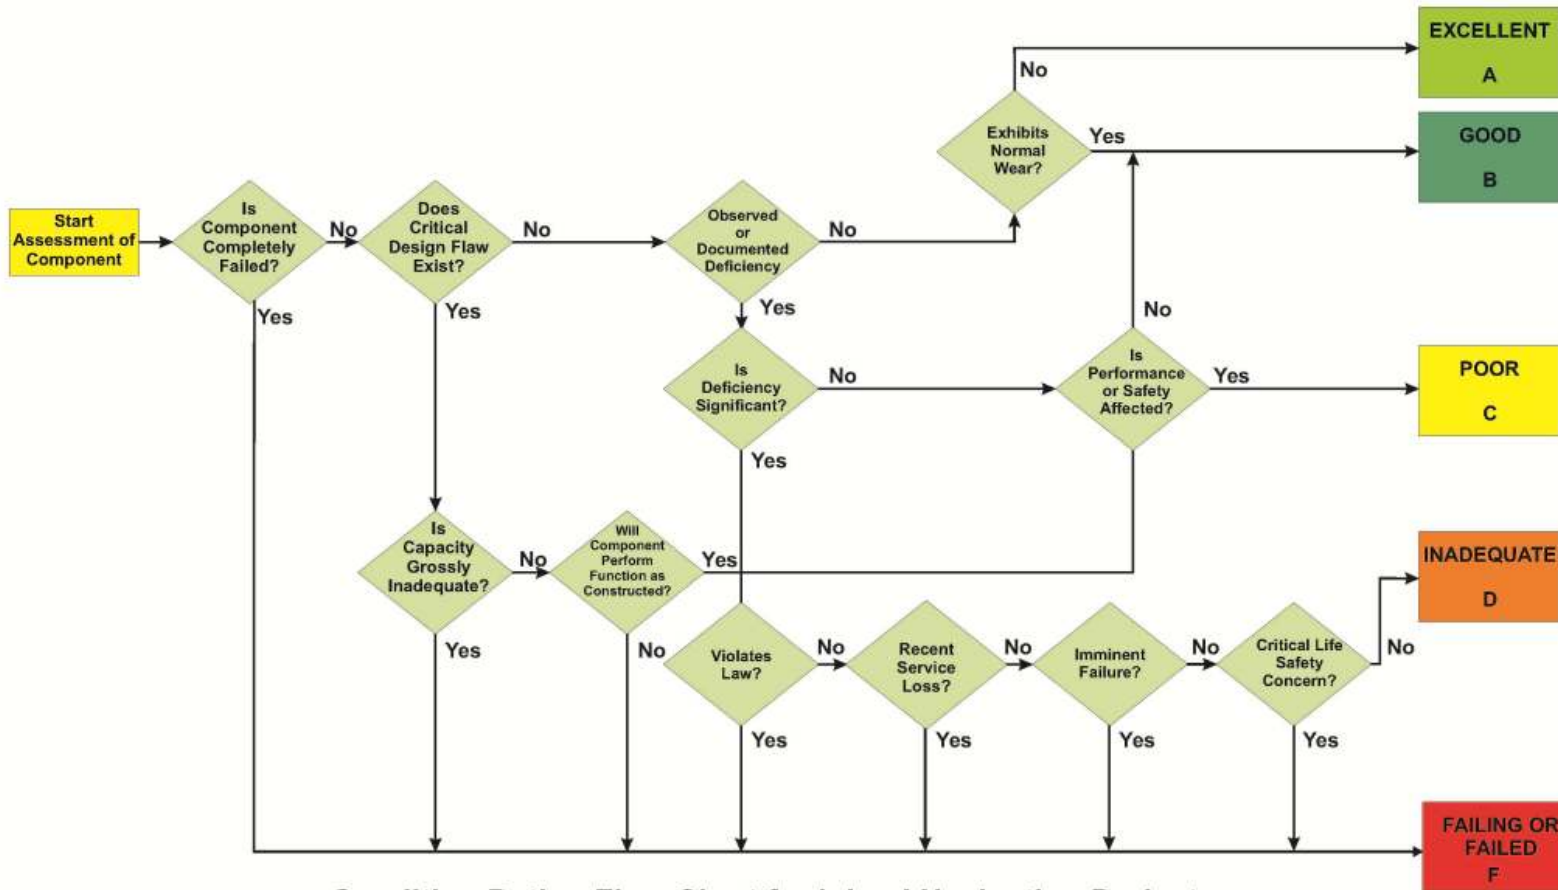 EXCELLENT
A
No
Exhibits
Normal
Wear?
Yes
GOOD
B
Start
Assessment of
Component
Is
Component
Completely
Failed?
No
Does
Critical
Design Flaw
Exist?
No
Observed
or
Documented
Deficiency
No
Yes
Yes
Yes
No
Is
Deficiency
Significant?
No
Is
Performance
or Safety
Affected?
Yes
POOR
C
Yes
Is
Capacity
Grossly
Inadequate?
No
Will
Component
Perform
Function as
Constructed?
Yes
INADEQUATE
D
Yes
No
Violates
Law?
No
Recent
Service
Loss?
No
Imminent
Failure?
No
Critical Life
Safety
Concern?
No
Yes
Yes
Yes
Yes
FAILING OR
FAILED
F